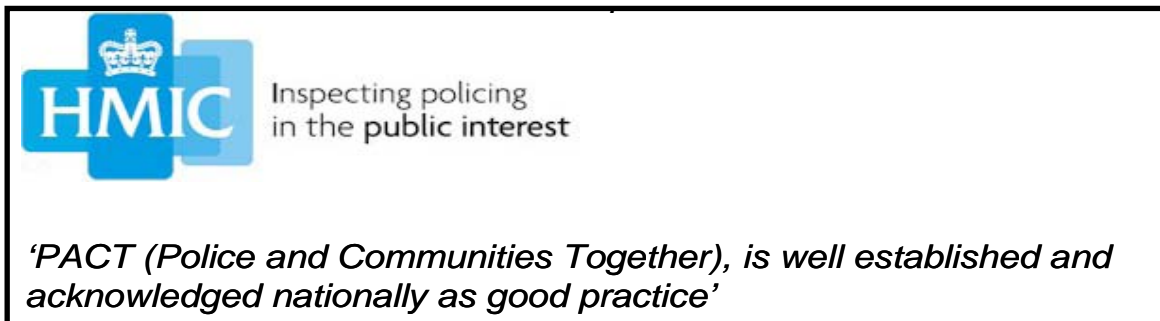 HMIC
Inspecting policing
in the public interest
‘PACT (Police and Communities Together), is well established and
acknowledged nationally as good practice’